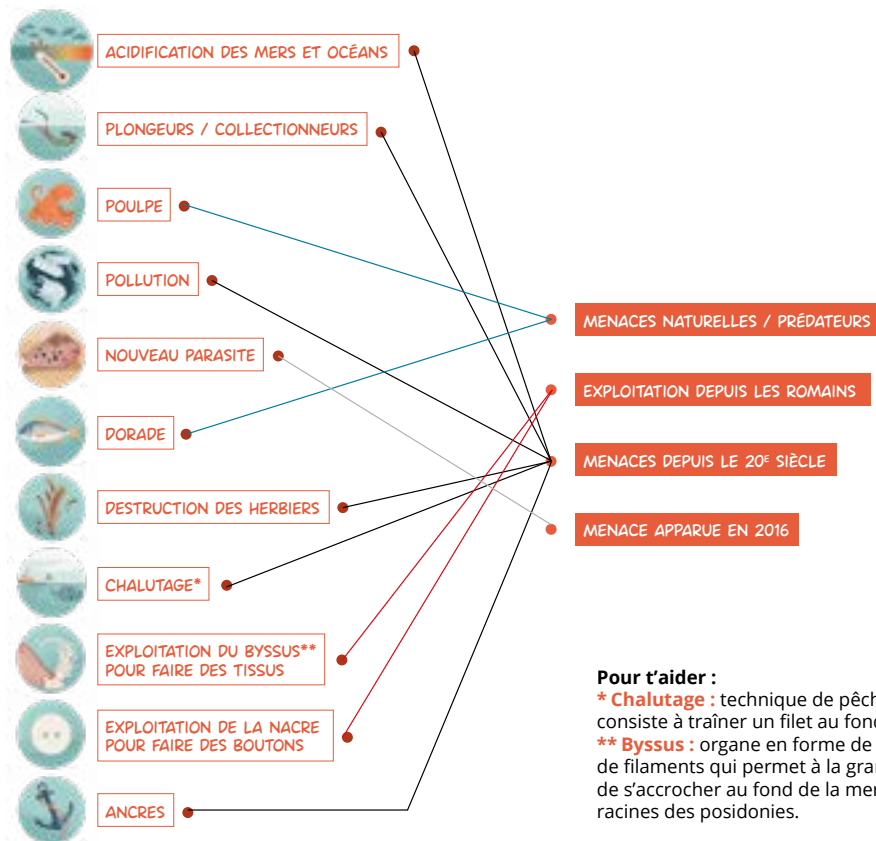 ACIDIFICATION DES MERS ET OCÉANS
PLONGEURS / COLLECTIONNEURS
POULPE
POLLUTION
NOUVEAU PARASITE
DORADE
DESTRUCTION DES HERBIERS
CHALUTAGE*
EXPLOITATION DU BYSSUS**
POUR FAIRE DES TISSUS
EXPLOITATION DE LA NACRE
POUR FAIRE DES BOUTONS
ANCRES
MENACES NATURELLES / PRÉDATEURS
EXPLOITATION DEPUIS LES ROMAINS
MENACES DEPUIS LE 20E SIÈCLE
MENACE APPARUE EN 2016
Pour t'aider :
* Chalutage : technique de pêch
consiste à traîner un filet au fond
** Byssus : organe en forme de
de filaments qui permet à la gran
de s'accrocher au fond de la mer
racines des posidonies.